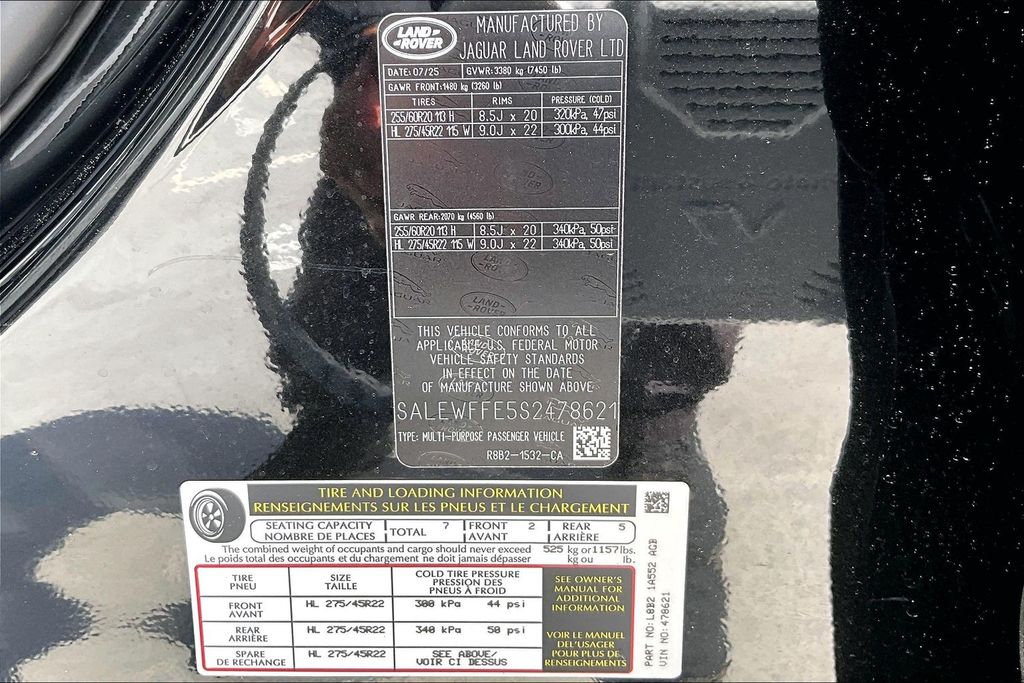 LAND
ROVER
MANUFACTURED BY
JAGUAR LAND ROVER LTD
DATE: 07/25 GVWR: 3380 kg (7450 lb)
GAWR FRONT: 1480 kg (3260 lb)
TIRES RIMS PRESSURE (COLD)
255/60R20 113 H 8.5J x 20 320kPa, 47psi
HL 275/45R22 115 W 9.0J x 22 300kPa, 44psi
GAWR REAR: 2070 kg (4560 lb)
255/60R20 113 H 8.5J x 20 340kPa, 50psi
HL 275/45R22 115 W 9.0J x 22 340kPa, 50psi
THIS VEHICLE CONFORMS TO ALL
APPLICABLE U.S. FEDERAL MOTOR
VEHICLE SAFETY STANDARDS
IN EFFECT ON THE DATE
OF MANUFACTURE SHOWN ABOVE
SALEWFFE5S2478621
TYPE: MULTI-PURPOSE PASSENGER VEHICLE
R8B2-1532-CA
TIRE AND LOADING INFORMATION
RENSEIGNEMENTS SUR LES PNEUS ET LE CHARGEMENT
SEATING CAPACITY TOTAL 7 FRONT 2 REAR 5
NOMBRE DE PLACES AVANT ARRIÈRE
The combined weight of occupants and cargo should never exceed 525 kg or 1157 lbs.
Le poids total des occupants et du chargement ne doit jamais dépasser kg ou lb.
TIRE SIZE COLD TIRE PRESSURE
PNEU TAILLE PRESSION DES
PNEUS À FROID
FRONT HL 275/45R22 300 kPa 44 psi
AVANT
REAR HL 275/45R22 340 kPa 50 psi
ARRIÈRE
SPARE HL 275/45R22 SEE ABOVE/
DE RECHANGE VOIR CI DESSUS
SEE OWNER'S
MANUAL FOR
ADDITIONAL
INFORMATION
VOIR LE MANUEL
DEL'USAGER
POUR PLUS DE
RENSEIGNEMENTS
PART NO: L8B2 1A552 AGB
VIN NO: 478621